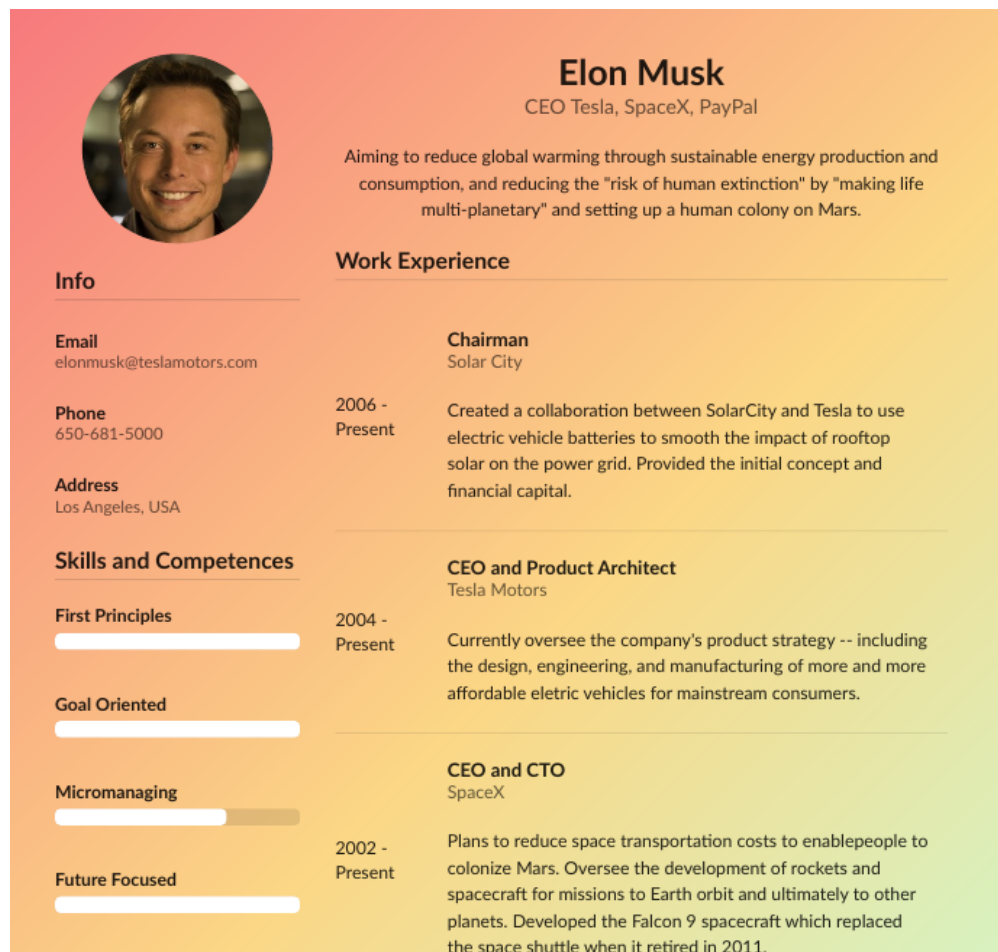 Elon Musk
CEO Tesla, SpaceX, PayPal
Aiming to reduce global warming through sustainable energy production and
consumption, and reducing the "risk of human extinction" by "making life
multi-planetary" and setting up a human colony on Mars.
Info
Email
elonmusk@teslamotors.com
Phone
650-681-5000
Address
Los Angeles, USA
Skills and Competences
First Principles
Goal Oriented
Micromanaging
Future Focused
Work Experience
Chairman
Solar City
2006 -
Present
Created a collaboration between SolarCity and Tesla to use
electric vehicle batteries to smooth the impact of rooftop
solar on the power grid. Provided the initial concept and
financial capital.
CEO and Product Architect
Tesla Motors
2004 -
Present
Currently oversee the company's product strategy -- including
the design, engineering, and manufacturing of more and more
affordable eletric vehicles for mainstream consumers.
CEO and CTO
SpaceX
2002 -
Present
Plans to reduce space transportation costs to enablepeople to
colonize Mars. Oversee the development of rockets and
spacecraft for missions to Earth orbit and ultimately to other
planets. Developed the Falcon 9 spacecraft which replaced
the space shuttle when it retired in 2011.